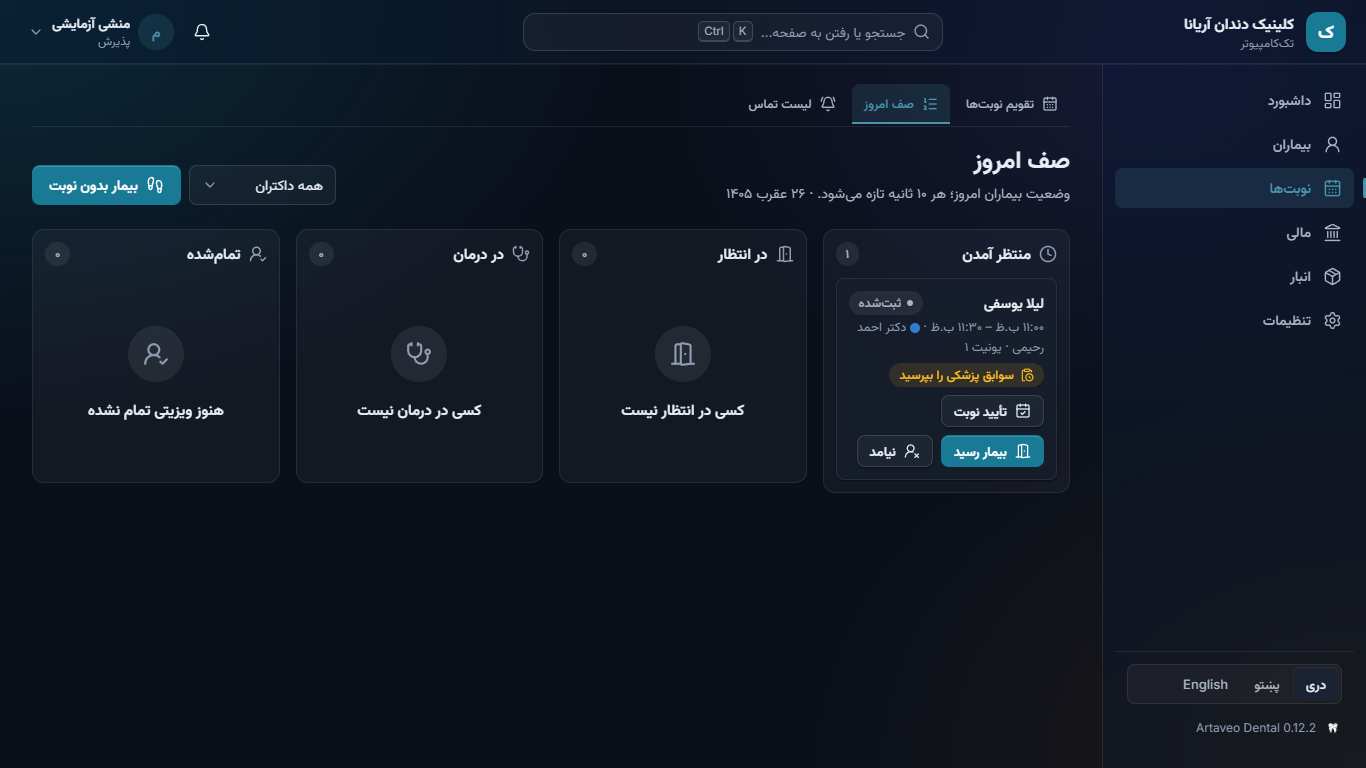 کلینیک دندان آریانا
تک‌کامپیوتر
جستجو یا رفتن به صفحه... Ctrl K
منشی آزمایشی
پذیرش
م
ک
داشبورد
بیماران
نوبت‌ها
مالی
انبار
تنظیمات
دری پښتو English
Artaveo Dental 0.12.2
تقویم نوبت‌ها
صف امروز
لیست تماس
صف امروز
وضعیت بیماران امروز؛ هر ۱۰ ثانیه تازه می‌شود. · ۲۶ عقرب ۱۴۰۵
همه داکتران
بیمار بدون نوبت
منتظر آمدن ۱
لیلا یوسفی ثبت‌شده
۱۱:۰۰ ب.ظ – ۱۱:۳۰ ب.ظ · دکتر احمد
رحیمی · یونیت ۱
سوابق پزشکی را بپرسید
تأیید نوبت
بیمار رسید
نیامد
در انتظار ۰
کسی در انتظار نیست
در درمان ۰
کسی در درمان نیست
تمام‌شده ۰
هنوز ویزیتی تمام نشده